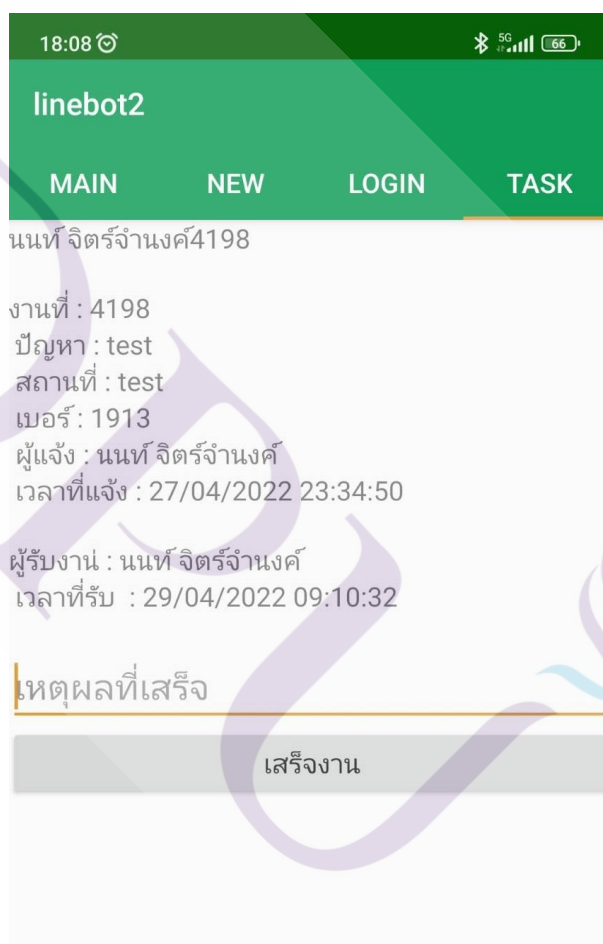 18:08 5G 66
linebot2
MAIN NEW LOGIN TASK
นนท์ จิตร์จำนงค์4198
งานที่ : 4198
ปัญหา : test
สถานที่ : test
เบอร์ : 1913
ผู้แจ้ง : นนท์ จิตร์จำนงค์
เวลาที่แจ้ง : 27/04/2022 23:34:50
ผู้รับงาน่ : นนท์ จิตร์จำนงค์
เวลาที่รับ : 29/04/2022 09:10:32
เหตุผลที่เสร็จ
เสร็จงาน
DPU